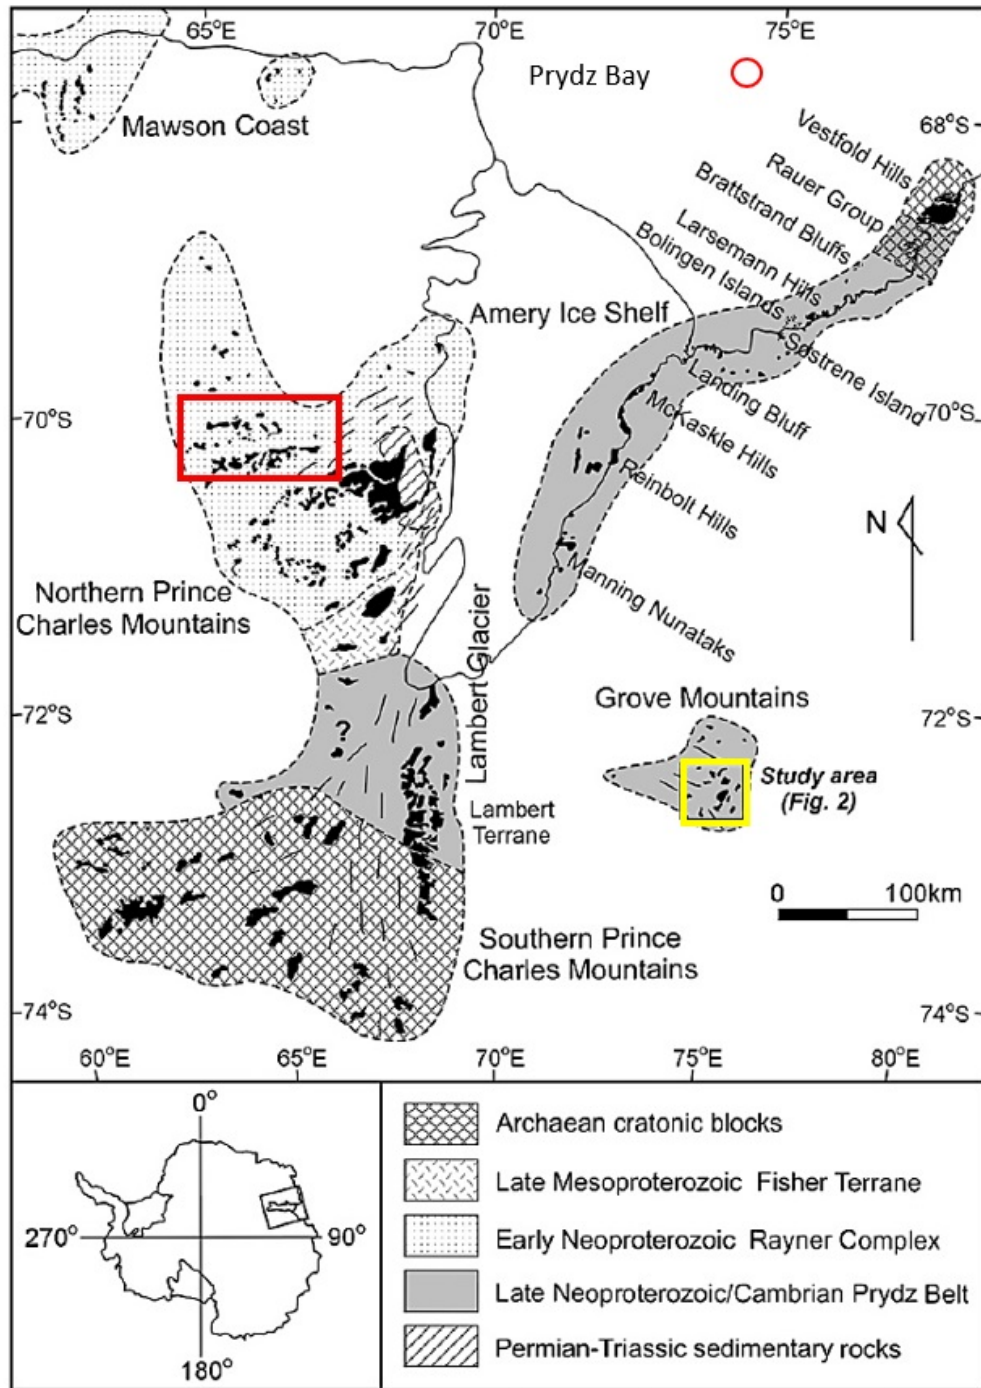 65°E
70°E
75°E
Prydz Bay
68°S
Mawson Coast
Vestfold Hills
Rauer Group
Brattstrand Bluffs
Larsemann Hills
Bolingen Islands
Amery Ice Shelf
Søstrene Island
70°S
70°S
Landing Bluff
McKaskle Hills
Reinbolt Hills
N
Manning Nunataks
Northern Prince
Charles Mountains
Lambert Glacier
72°S
72°S
Grove Mountains
?
Study area
(Fig. 2)
Lambert
Terrane
0
100km
Southern Prince
Charles Mountains
74°S
74°S
60°E
65°E
70°E
75°E
80°E
0°
270°
90°
180°
Archaean cratonic blocks
Late Mesoproterozoic Fisher Terrane
Early Neoproterozoic Rayner Complex
Late Neoproterozoic/Cambrian Prydz Belt
Permian-Triassic sedimentary rocks